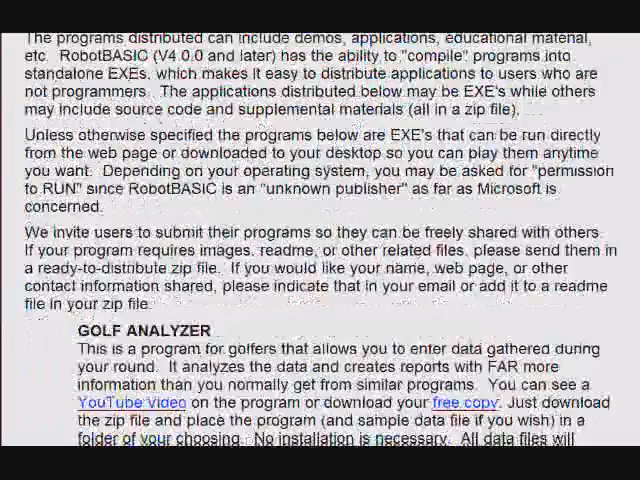 The programs distributed can include demos, applications, educational material,
etc. RobotBASIC (V4.0.0 and later) has the ability to "compile" programs into
standalone EXEs, which makes it easy to distribute applications to users who are
not programmers. The applications distributed below may be EXE's while others
may include source code and supplemental materials (all in a zip file).
Unless otherwise specified the programs below are EXE's that can be run directly
from the web page or downloaded to your desktop so you can play them anytime
you want. Depending on your operating system, you may be asked for "permission
to RUN" since RobotBASIC is an "unknown publisher" as far as Microsoft is
concerned.
We invite users to submit their programs so they can be freely shared with others.
If your program requires images, readme, or other related files, please send them in
a ready-to-distribute zip file. If you would like your name, web page, or other
contact information shared, please indicate that in your email or add it to a readme
file in your zip file.
GOLF ANALYZER
This is a program for golfers that allows you to enter data gathered during
your round. It analyzes the data and creates reports with FAR more
information than you normally get from similar programs. You can see a
YouTube Video on the program or download your free copy. Just download
the zip file and place the program (and sample data file if you wish) in a
folder of your choosing. No installation is necessary. All data files will